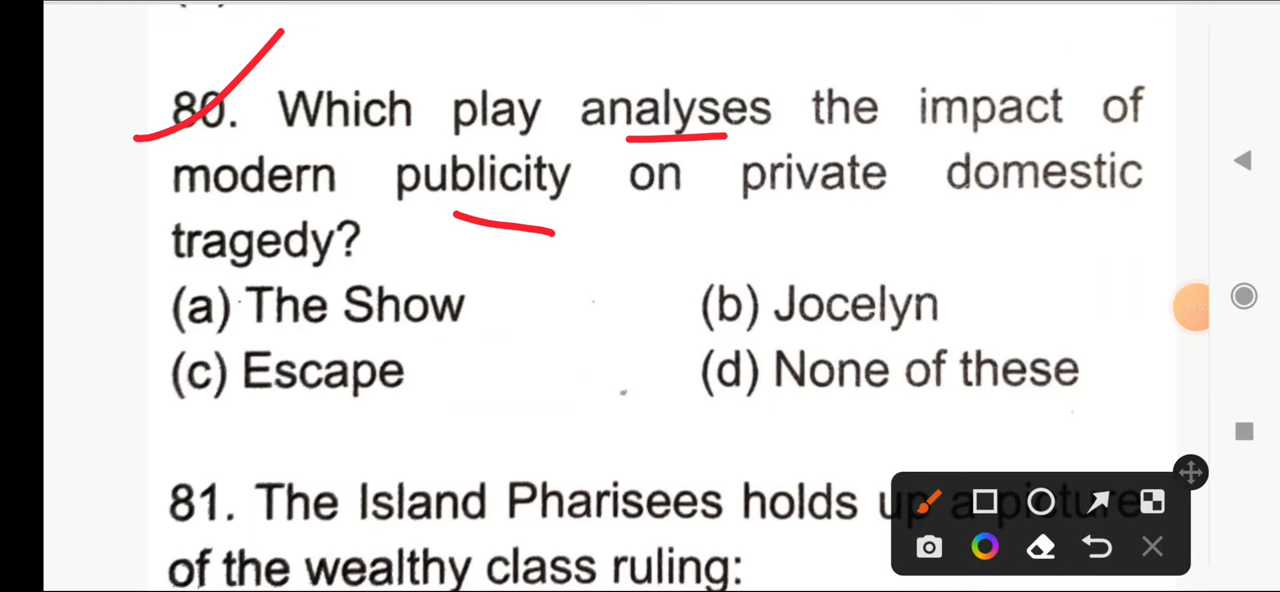 80. Which play analyses the impact of
modern publicity on private domestic
tragedy?
(a) The Show (b) Jocelyn
(c) Escape (d) None of these
81. The Island Pharisees holds up a picture
of the wealthy class ruling: